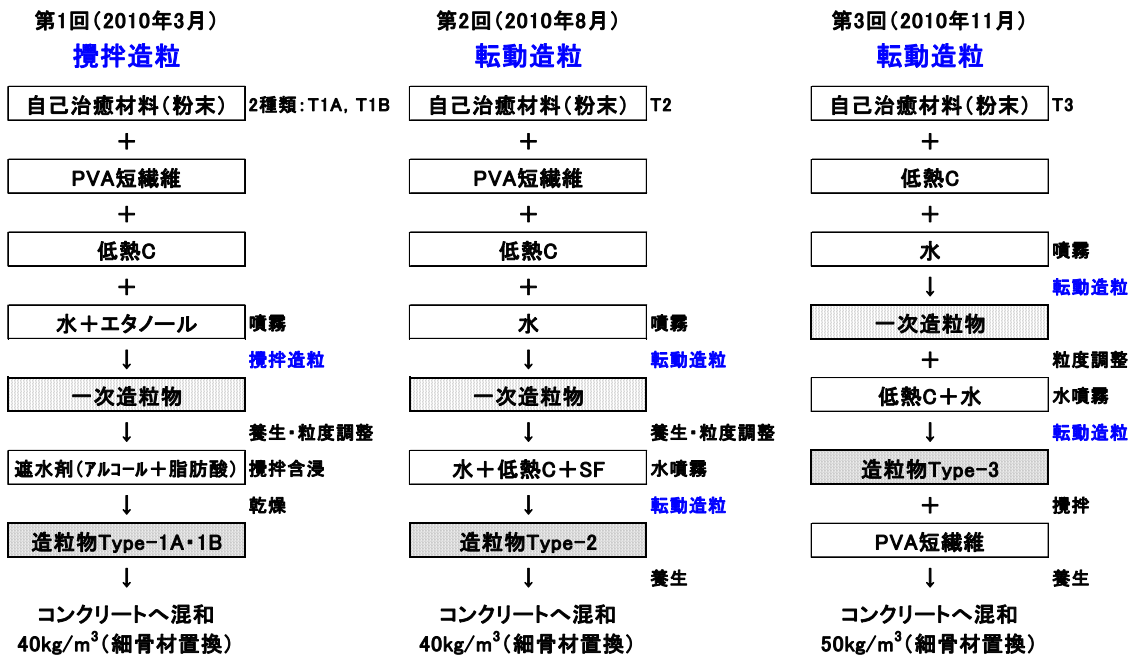 第1回(2010年3月)
攪拌造粒
自己治癒材料(粉末)
2種類:T1A, T1B
+
PVA短繊維
+
低熱C
+
水+エタノール
噴霧
↓
攪拌造粒
一次造粒物
↓
養生・粒度調整
遮水剤(アルコール+脂肪酸)
攪拌含浸
↓
乾燥
造粒物Type-1A・1B
↓
コンクリートへ混和
40kg/m³(細骨材置換)
第2回(2010年8月)
転動造粒
自己治癒材料(粉末)
T2
+
PVA短繊維
+
低熱C
+
水
噴霧
↓
転動造粒
一次造粒物
↓
養生・粒度調整
水+低熱C+SF
水噴霧
↓
転動造粒
造粒物Type-2
↓
養生
コンクリートへ混和
40kg/m³(細骨材置換)
第3回(2010年11月)
転動造粒
自己治癒材料(粉末)
T3
+
低熱C
+
水
噴霧
↓
転動造粒
一次造粒物
+
粒度調整
低熱C+水
水噴霧
↓
転動造粒
造粒物Type-3
+
攪拌
PVA短繊維
↓
養生
コンクリートへ混和
50kg/m³(細骨材置換)